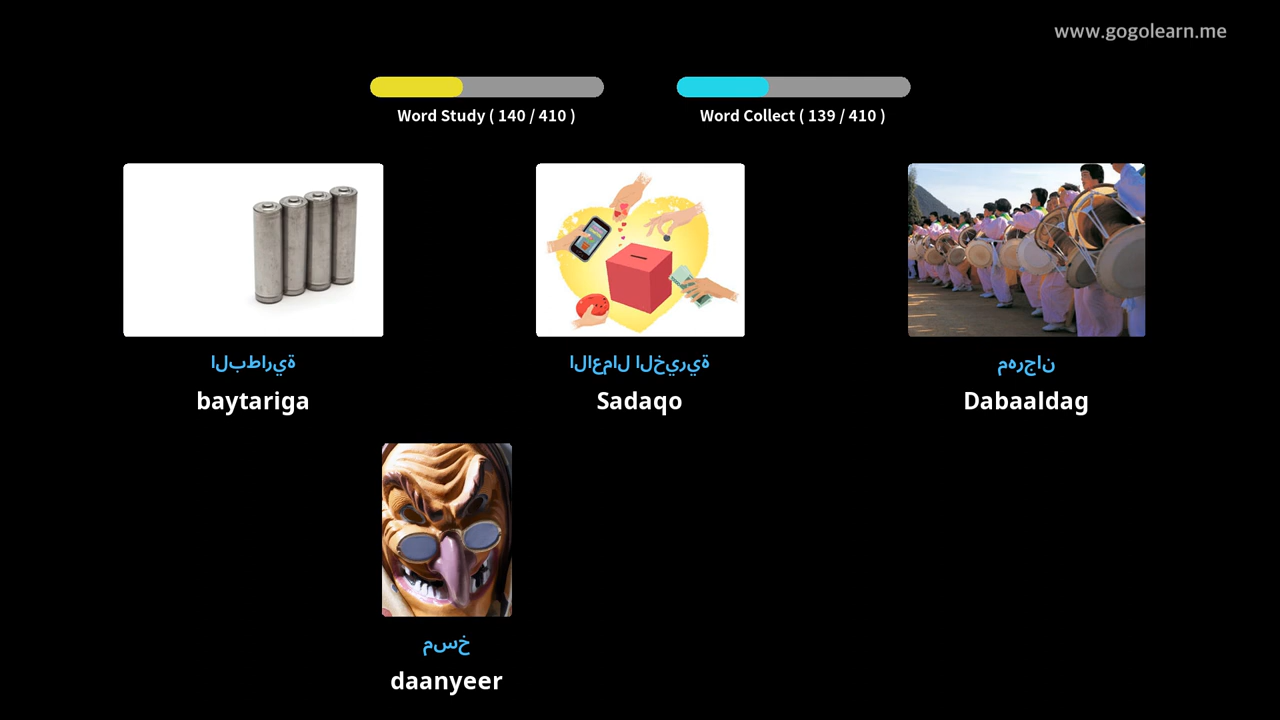 www.gogolearn.me
Word Study ( 140 / 410 )
Word Collect ( 139 / 410 )
البطارية
baytariga
الاعمال الخيرية
Sadaqo
مهرجان
Dabaaldag
مسخ
daanyeer